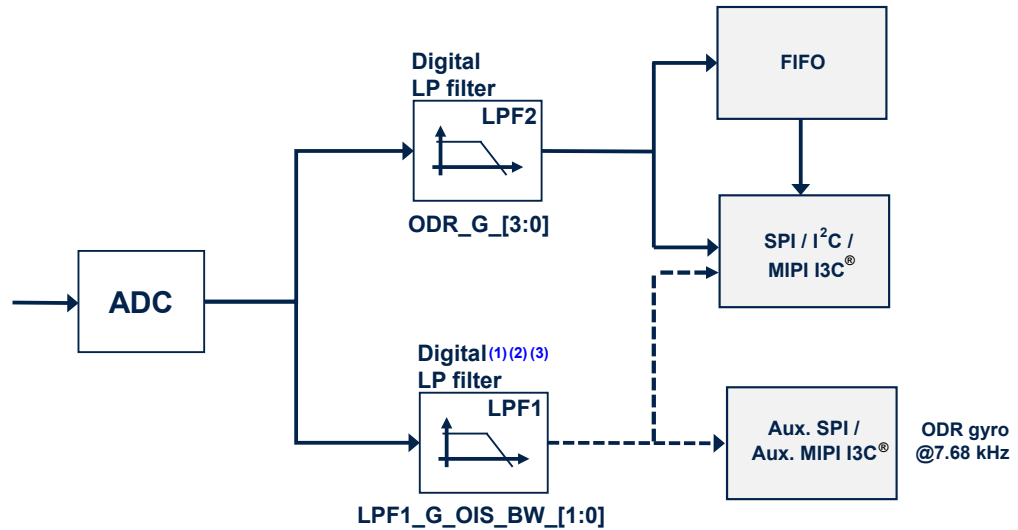 Digital
LP filter
LPF2
ODR_G_[3:0]
FIFO
SPI / I²C /
MIPI I3C®
ADC
Digital (1) (2) (3)
LP filter
LPF1
LPF1_G_OIS_BW_[1:0]
Aux. SPI /
Aux. MIPI I3C®
ODR gyro
@7.68 kHz